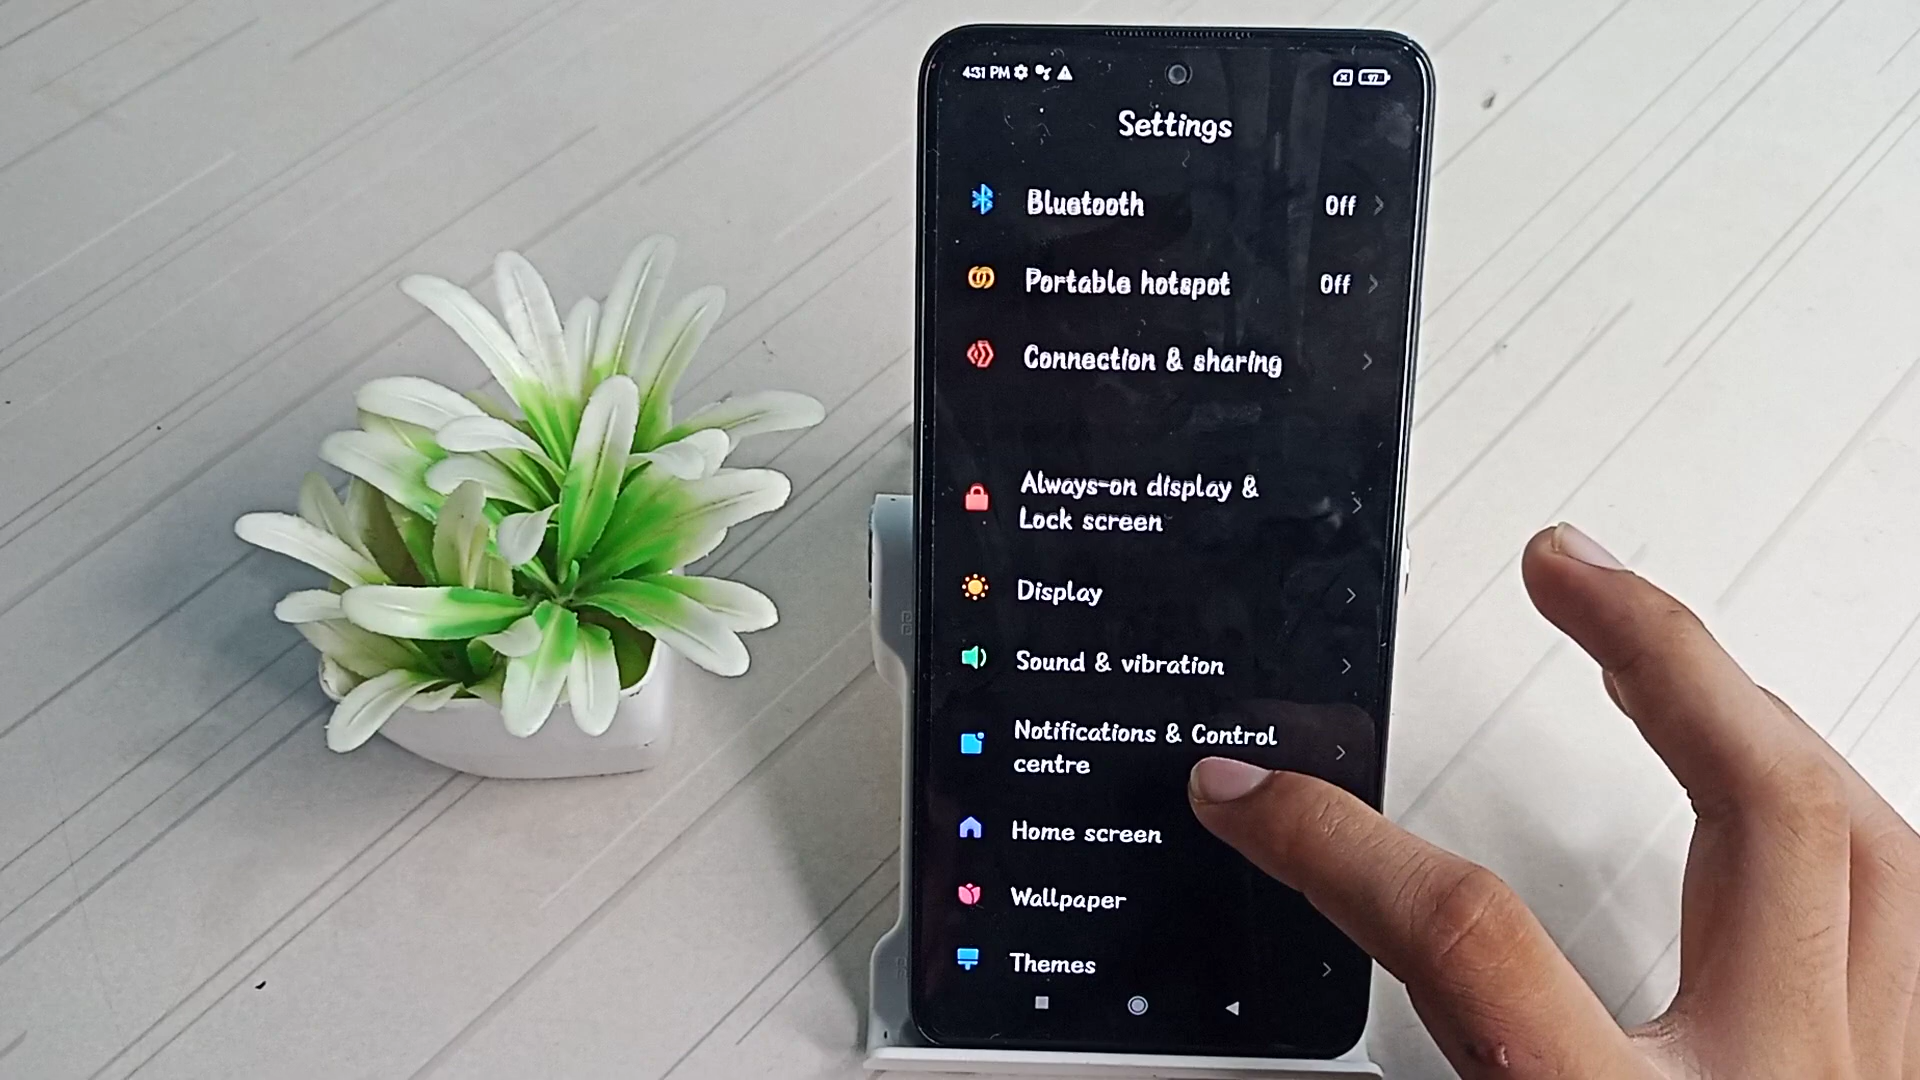 4:31 PM
97
Settings
Bluetooth Off
Portable hotspot Off
Connection & sharing
Always-on display &
Lock screen
Display
Sound & vibration
Notifications & Control
centre
Home screen
Wallpaper
Themes